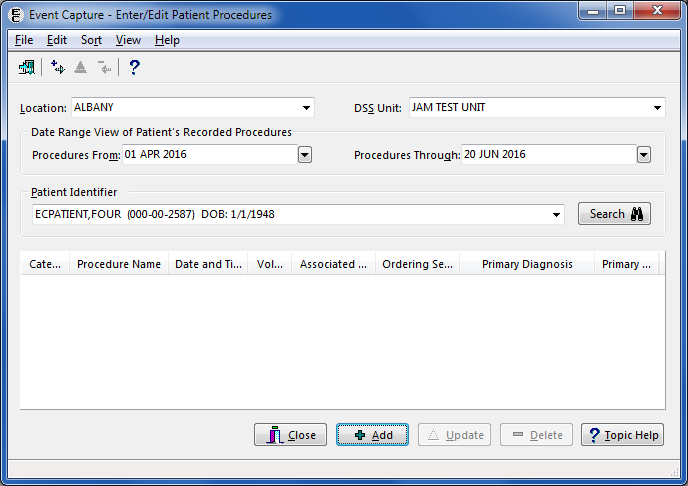 Event Capture - Enter/Edit Patient Procedures
File Edit Sort View Help
Location: ALBANY DSS Unit: JAM TEST UNIT
Date Range View of Patient's Recorded Procedures
Procedures From: 01 APR 2016 Procedures Through: 20 JUN 2016
Patient Identifier
ECPATIENT,FOUR (000-00-2587) DOB: 1/1/1948 Search
Cate... Procedure Name Date and Ti... Vol... Associated ... Ordering Se... Primary Diagnosis Primary ...
Close Add Update Delete ? Topic Help